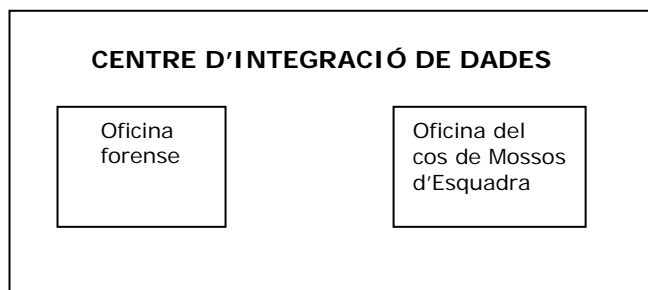 CENTRE D'INTEGRACIÓ DE DADES
Oficina
forense
Oficina del
cos de Mossos
d'Esquadra